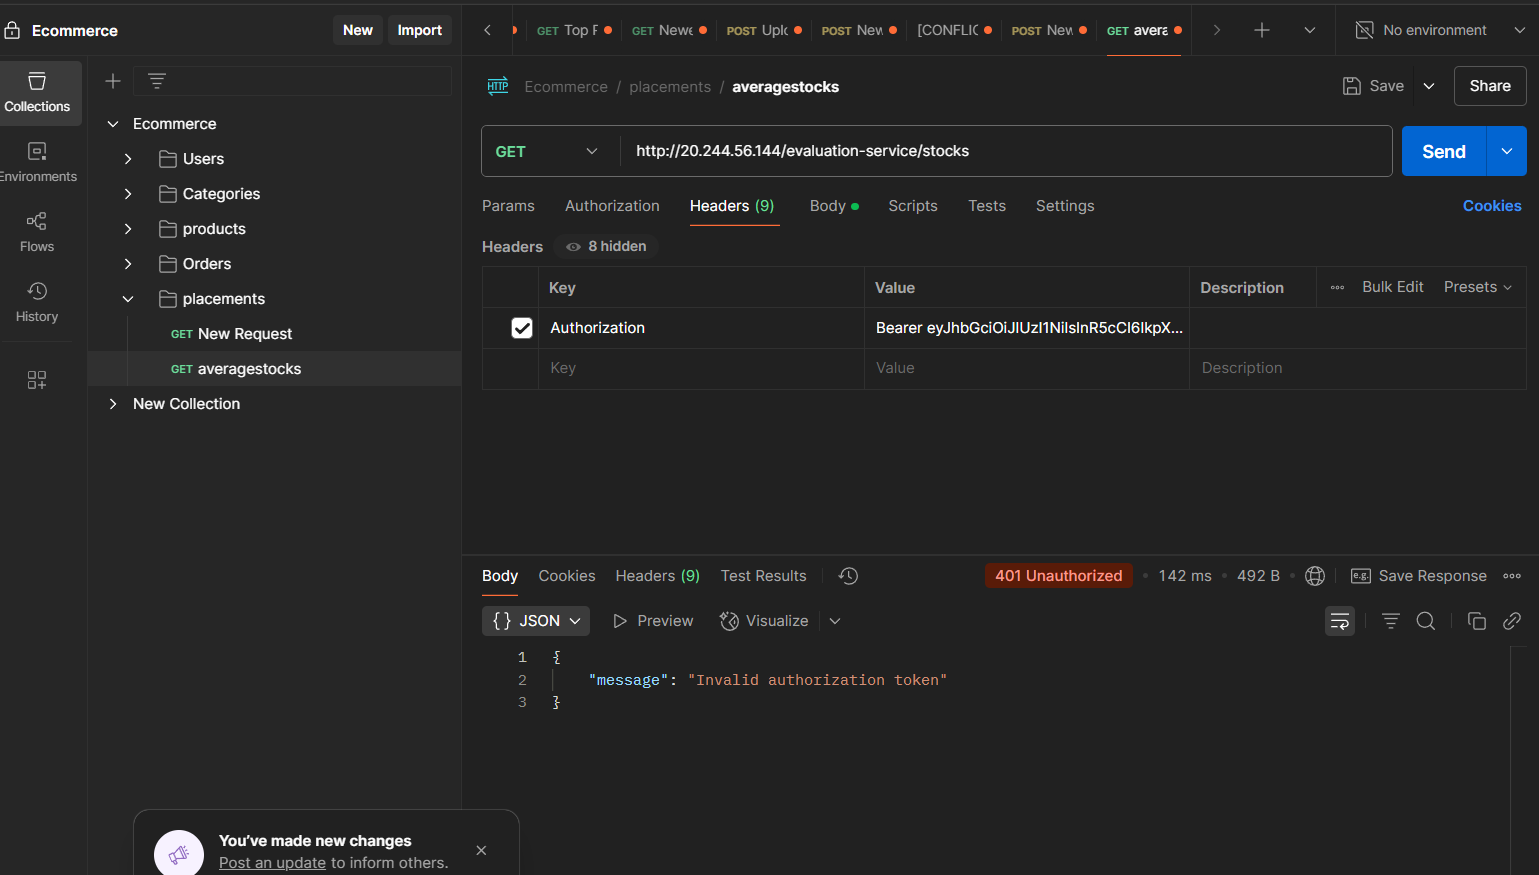 Ecommerce
New
Import
GET Top F
GET Newe
POST Uplo
POST New
[CONFLIC
POST New
GET avera
No environment
Collections
Environments
Flows
History
Ecommerce
Users
Categories
products
Orders
placements
GET New Request
GET averagestocks
New Collection
HTTP Ecommerce / placements / averagestocks
Save
Share
GET
http://20.244.56.144/evaluation-service/stocks
Send
Params
Authorization
Headers (9)
Body
Scripts
Tests
Settings
Cookies
Headers
8 hidden
Key
Value
Description
Bulk Edit
Presets
Authorization
Bearer eyJhbGciOiJIUzI1NiIsInR5cCI6IkpX...
Key
Value
Description
Body
Cookies
Headers (9)
Test Results
401 Unauthorized
142 ms
492 B
e.g. Save Response
{} JSON
Preview
Visualize
1 {
2 "message": "Invalid authorization token"
3 }
You've made new changes
Post an update to inform others.